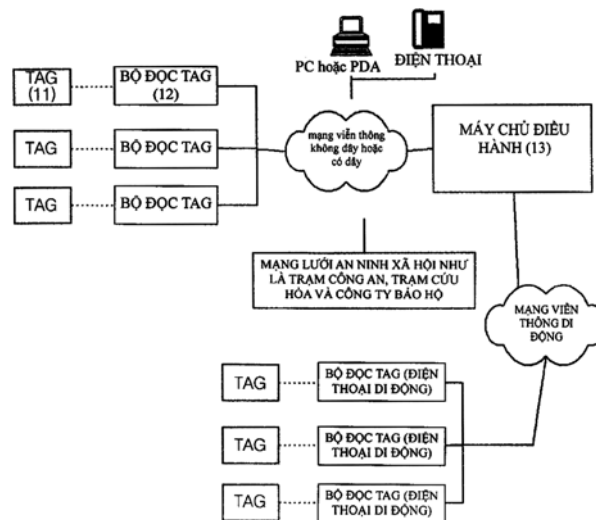 PC hoặc PDA
ĐIỆN THOẠI
TAG
(11)
BỘ ĐỌC TAG
(12)
TAG
BỘ ĐỌC TAG
TAG
BỘ ĐỌC TAG
mạng viễn thông
không dây hoặc
có dây
MÁY CHỦ ĐIỀU
HÀNH (13)
MẠNG LƯỚI AN NINH XÃ HỘI NHƯ
LÀ TRẠM CÔNG AN, TRẠM CỨU
HỎA VÀ CÔNG TY BẢO HỘ
MẠNG VIỄN
THÔNG DI
ĐỘNG
TAG
BỘ ĐỌC TAG (ĐIỆN
THOẠI DI ĐỘNG)
TAG
BỘ ĐỌC TAG (ĐIỆN
THOẠI DI ĐỘNG)
TAG
BỘ ĐỌC TAG (ĐIỆN
THOẠI DI ĐỘNG)